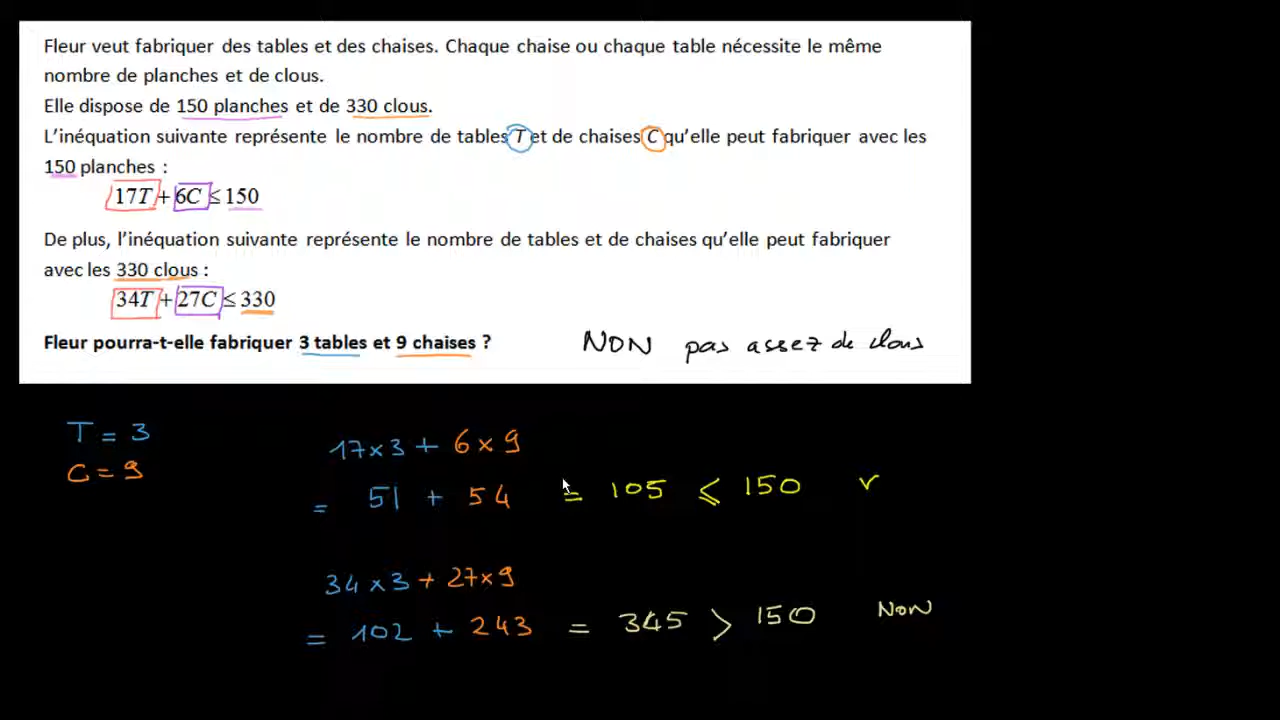 Fleur veut fabriquer des tables et des chaises. Chaque chaise ou chaque table nécessite le même
nombre de planches et de clous.
Elle dispose de 150 planches et de 330 clous.
L'inéquation suivante représente le nombre de tables T et de chaises C qu'elle peut fabriquer avec les
150 planches :
17T + 6C ≤ 150
De plus, l'inéquation suivante représente le nombre de tables et de chaises qu'elle peut fabriquer
avec les 330 clous :
34T + 27C ≤ 330
Fleur pourra-t-elle fabriquer 3 tables et 9 chaises ? NON pas assez de clous
T = 3
C = 9
17 × 3 + 6 × 9
= 51 + 54 = 105 ≤ 150 v
34 × 3 + 27 × 9
= 102 + 243 = 345 > 150 NON